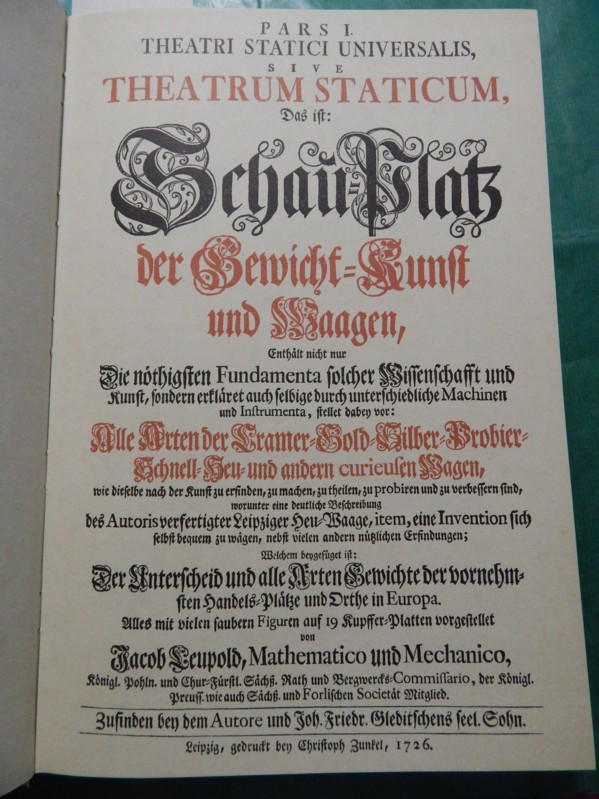 PARS I.
THEATRI STATICI UNIVERSALIS,
SIVE
THEATRUM STATICUM,
Das ist:
Schau-Platz
der Gewicht-Kunst
und Waagen,
Enthält nicht nur
Die nöthigsten Fundamenta solcher Wissenschafft und
Kunst, sondern erkläret auch selbige durch unterschiedliche Machinen
und Instrumenta, stellet dabey vor:
Alle Arten der Cramer-Gold-Silber-Probier-
Schnell-Heu-und andern curieusen Wagen,
wie dieselbe nach der Kunst zu ersinden, zu machen, zu theilen, zu probiren und zu verbessern sind,
worunter eine deutliche Beschreibung
des Autoris verfertigter Leipziger Heu-Waage, item, eine Invention sich
selbst bequem zu wägen, nebst vielen andern nützlichen Erfindungen;
Welchem beygefüget ist:
Der Unterscheid und alle Arten Gewichte der vornehm-
sten Handels-Plätze und Orthe in Europa.
Alles mit vielen saubern Figuren auf 19 Kupffer-Platten vorgestellet
von
Jacob Leupold, Mathematico und Mechanico,
Königl. Pohln. und Chur-Fürstl. Sächß. Rath und Bergwercks-Commissario, der Königl.
Preuss. wie auch Sächß. und Forlischen Societät Mitglied.
Zufinden bey dem Autore und Joh. Friedr. Gleditschens seel. Sohn.
Leipzig, gedruckt bey Christoph Zunkel, 1726.